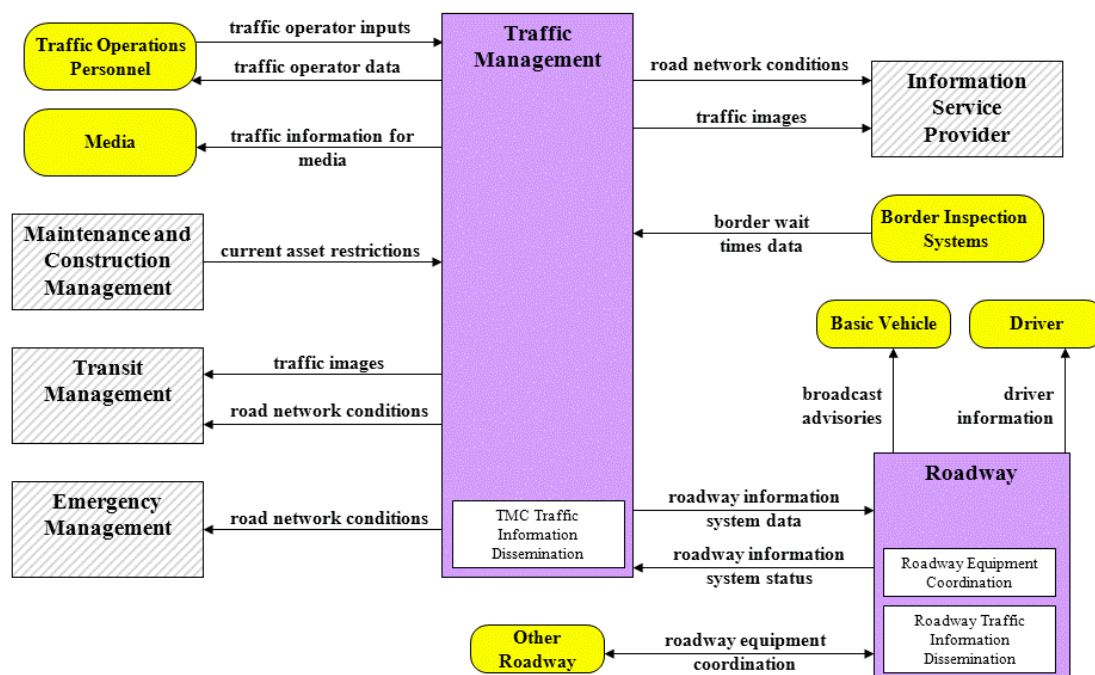 traffic operator inputs
Traffic Operations
Personnel
traffic operator data
Media
traffic information for
media
Maintenance and
Construction
Management
current asset restrictions
Transit
Management
traffic images
road network conditions
Emergency
Management
road network conditions
Traffic
Management
TMC Traffic
Information
Dissemination
road network conditions
traffic images
Information
Service
Provider
border wait
times data
Border Inspection
Systems
Basic Vehicle
Driver
broadcast
advisories
driver
information
Roadway
roadway information
system data
roadway information
system status
Roadway Equipment
Coordination
Roadway Traffic
Information
Dissemination
Other
Roadway
roadway equipment
coordination